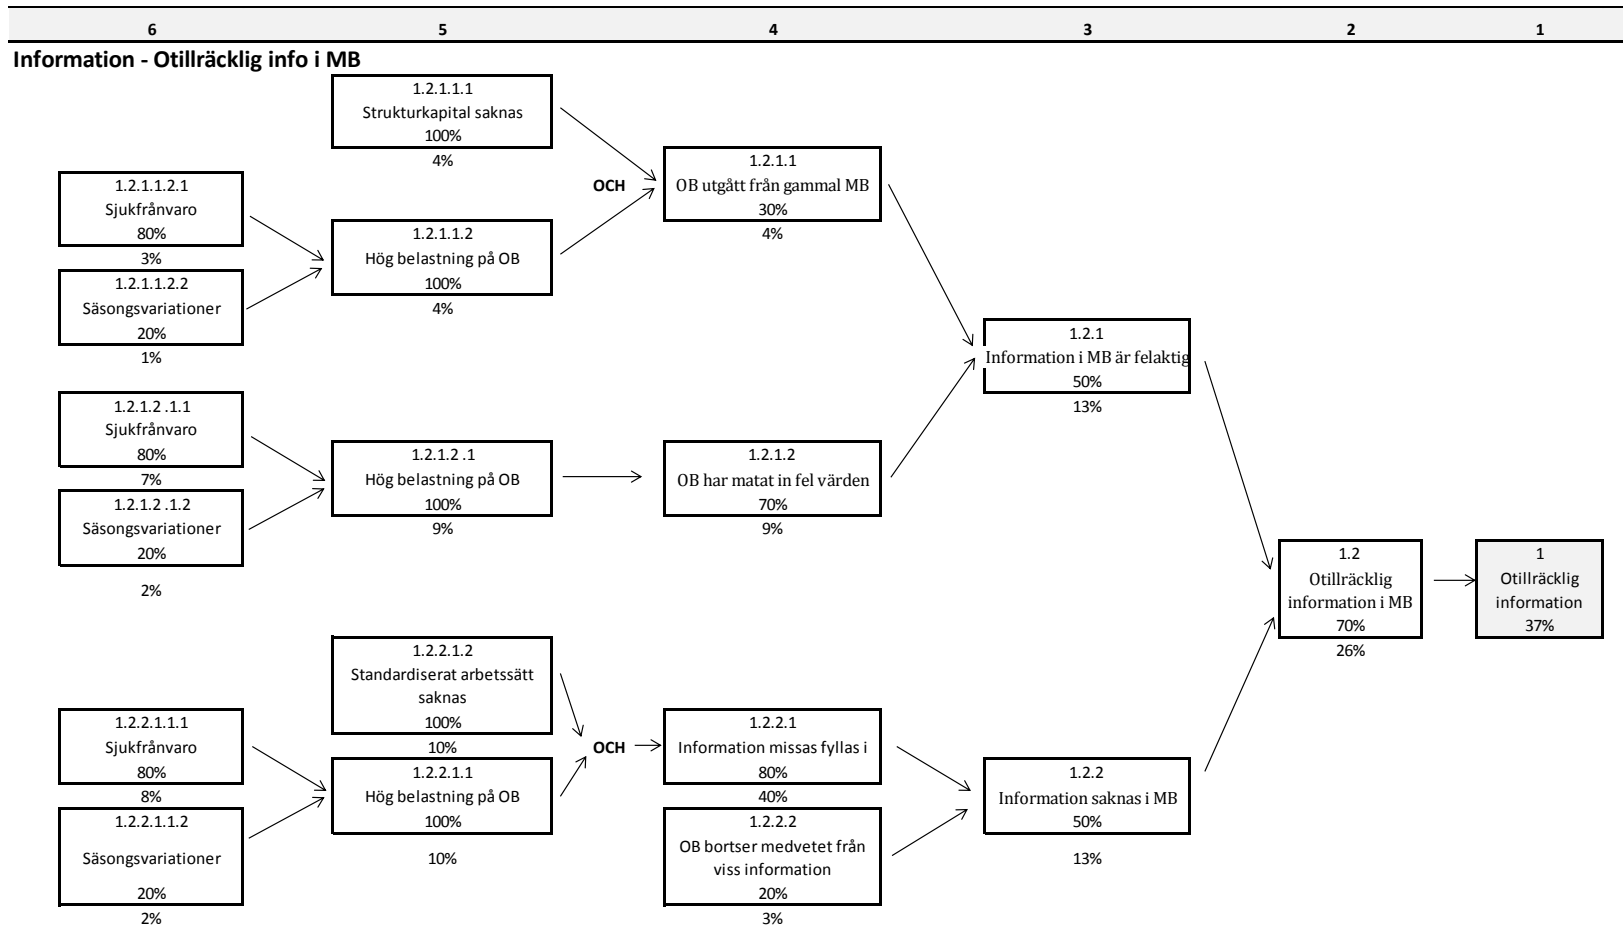 6 5 4 3 2 1
Information - Otillräcklig info i MB
1.2.1.1.1
Strukturkapital saknas
100%
4%
1.2.1.1.2.1
Sjukfrånvaro
80%
3%
1.2.1.1.2.2
Säsongsvariationer
20%
1%
1.2.1.1.2
Hög belastning på OB
100%
4%
OCH
1.2.1.1
OB utgått från gammal MB
30%
4%
1.2.1.2 .1.1
Sjukfrånvaro
80%
7%
1.2.1.2 .1.2
Säsongsvariationer
20%
2%
1.2.1.2 .1
Hög belastning på OB
100%
9%
1.2.1.2
OB har matat in fel värden
70%
9%
1.2.1
Information i MB är felaktig
50%
13%
1.2.2.1.2
Standardiserat arbetssätt
saknas
100%
10%
1.2.2.1.1.1
Sjukfrånvaro
80%
8%
1.2.2.1.1.2
Säsongsvariationer
20%
2%
1.2.2.1.1
Hög belastning på OB
100%
10%
OCH
1.2.2.1
Information missas fyllas i
80%
40%
1.2.2.2
OB bortser medvetet från
viss information
20%
3%
1.2.2
Information saknas i MB
50%
13%
1.2
Otillräcklig
information i MB
70%
26%
1
Otillräcklig
information
37%